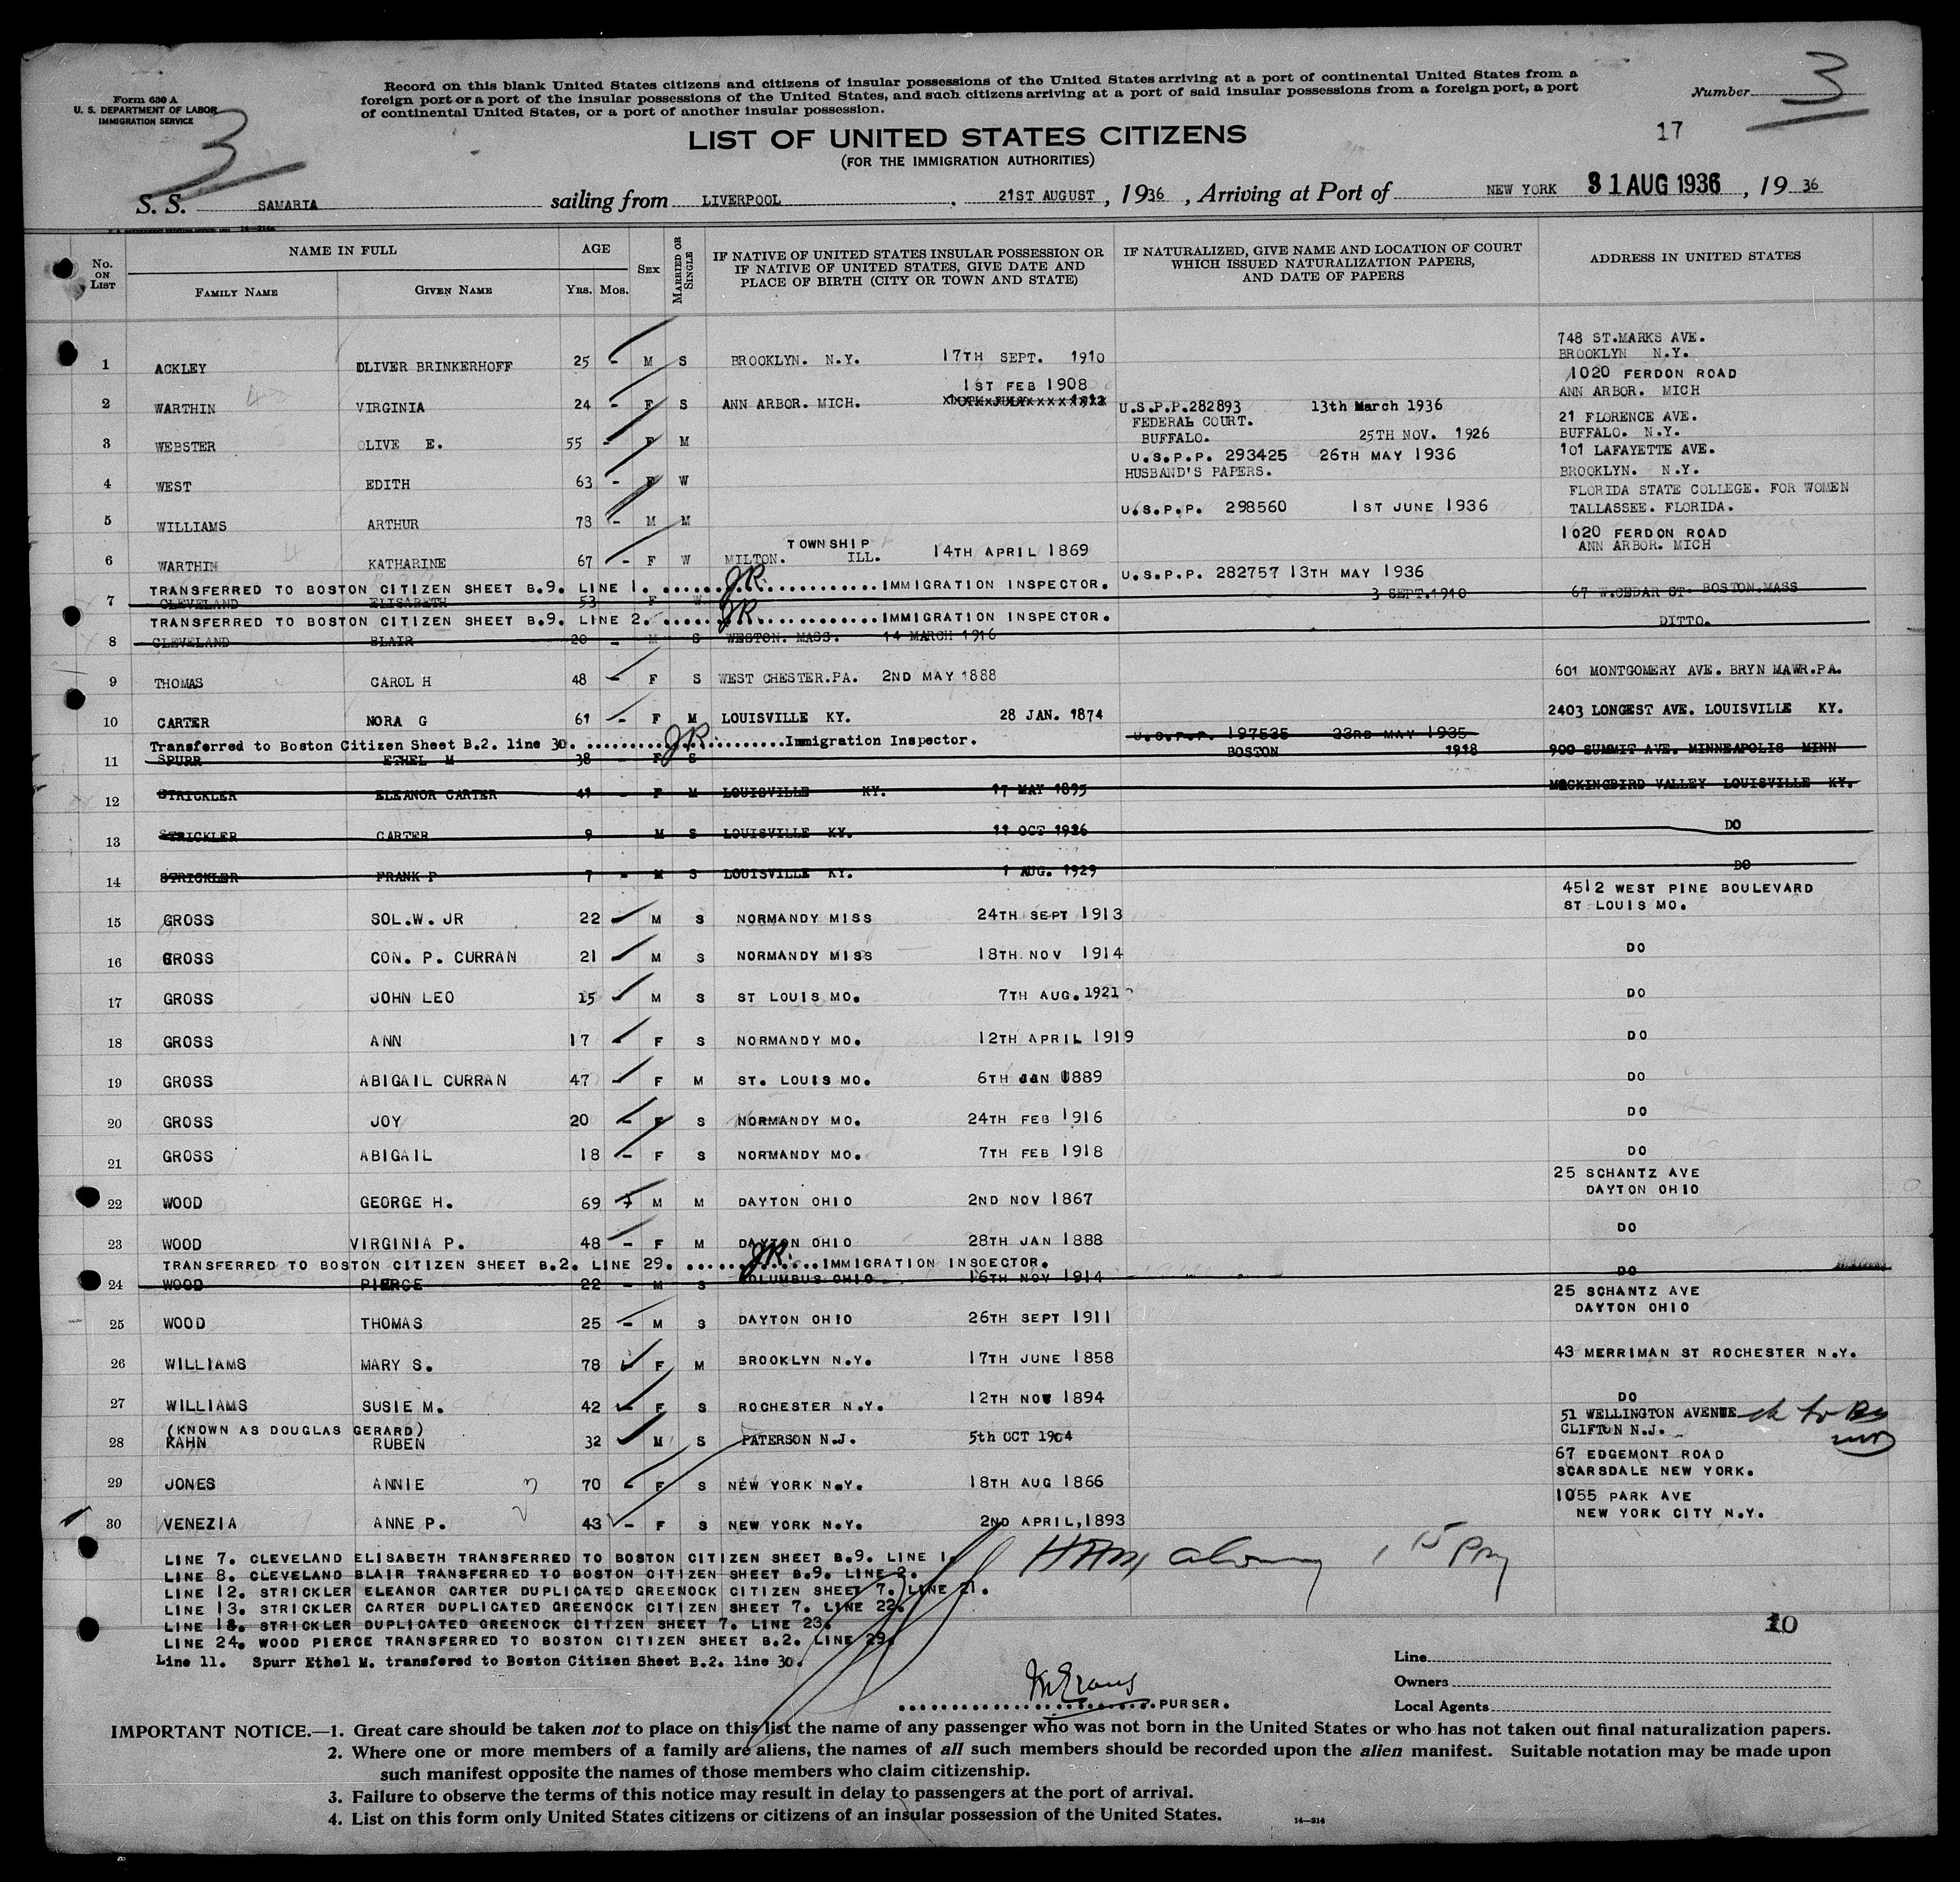 Form 630 A
U. S. DEPARTMENT OF LABOR
IMMIGRATION SERVICE
3
Record on this blank United States citizens and citizens of insular possessions of the United States arriving at a port of continental United States from a
foreign port or a port of the insular possessions of the United States, and such citizens arriving at a port of said insular possessions from a foreign port, a port
of continental United States, or a port of another insular possession.
Number 3
17
LIST OF UNITED STATES CITIZENS
(FOR THE IMMIGRATION AUTHORITIES)
S. S. SAMARIA sailing from LIVERPOOL . 21ST AUGUST , 1936 , Arriving at Port of NEW YORK 31 AUG 1936 , 19 36
No. ON LIST
NAME IN FULL
FAMILY NAME GIVEN NAME
AGE
YRS. MOS.
SEX
MARRIED OR SINGLE
IF NATIVE OF UNITED STATES INSULAR POSSESSION OR
IF NATIVE OF UNITED STATES, GIVE DATE AND
PLACE OF BIRTH (CITY OR TOWN AND STATE)
IF NATURALIZED, GIVE NAME AND LOCATION OF COURT
WHICH ISSUED NATURALIZATION PAPERS,
AND DATE OF PAPERS
ADDRESS IN UNITED STATES
748 ST.MARKS AVE.
1 ACKLEY OLIVER BRINKERHOFF 25 - M S BROOKLYN. N.Y. 17TH SEPT. 1910 BROOKLYN N.Y.
1ST FEB 1908 1020 FERDON ROAD
2 WARTHIN VIRGINIA 24 - F S ANN ARBOR. MICH. 10TH JULY 1912 ANN ARBOR. MICH
U.S.P.P.282893 13th March 1936
FEDERAL COURT. 21 FLORENCE AVE.
3 WEBSTER OLIVE E. 55 - F M BUFFALO. 25TH NOV. 1926 BUFFALO. N.Y.
U.S.P.P. 293425 26TH MAY 1936 101 LAFAYETTE AVE.
4 WEST EDITH 63 - F W HUSBAND'S PAPERS. BROOKLYN. N.Y.
FLORIDA STATE COLLEGE. FOR WOMEN
5 WILLIAMS ARTHUR 73 - M M U.S.P.P. 298560 1ST JUNE 1936 TALLASSEE. FLORIDA.
TOWNSHIP 1020 FERDON ROAD
6 WARTHIN KATHARINE 67 - F W MILTON. ILL. 14TH APRIL 1869 ANN ARBOR. MICH
U.S.P.P. 282757 13TH MAY 1936
TRANSFERRED TO BOSTON CITIZEN SHEET B.9. LINE 1. JR. IMMIGRATION INSPECTOR.
7 CLEVELAND ELISABETH 53 F W 3 SEPT.1910 67 W.CEDAR ST. BOSTON.MASS
TRANSFERRED TO BOSTON CITIZEN SHEET B.9. LINE 2. JR. IMMIGRATION INSPECTOR.
8 CLEVELAND BLAIR 20 - M S WESTON. MASS. 14 MARCH 1916 DITTO.
9 THOMAS CAROL H 48 - F S WEST CHESTER.PA. 2ND MAY 1888 601 MONTGOMERY AVE. BRYN MAWR.PA.
10 CARTER NORA G 61 - F M LOUISVILLE KY. 28 JAN. 1874 2403 LONGEST AVE. LOUISVILLE KY.
Transferred to Boston Citizen Sheet B.2. line 30. JR. Immigration Inspector. U.S.P.P. 197535 23RD MAY 1935
11 SPURR ETHEL M 38 - F S BOSTON 1918 900 SUMMIT AVE. MINNEAPOLIS MINN
12 STRICKLER ELEANOR CARTER 41 - F M LOUISVILLE KY. 17 MAY 1895 MOCKINGBIRD VALLEY LOUISVILLE KY.
13 STRICKLER CARTER 9 M S LOUISVILLE KY. 11 OCT 1926 DO
14 STRICKLER FRANK P 7 - M S LOUISVILLE KY. 1 AUG. 1929 DO
4512 WEST PINE BOULEVARD
15 GROSS SOL.W. JR 22 M S NORMANDY MISS 24TH SEPT 1913 ST LOUIS MO.
16 GROSS CON. P. CURRAN 21 M S NORMANDY MISS 18TH NOV 1914 DO
17 GROSS JOHN LEO 15 M S ST LOUIS MO. 7TH AUG.1921 DO
18 GROSS ANN 17 - F S NORMANDY MO. 12TH APRIL 1919 DO
19 GROSS ABIGAIL CURRAN 47 - F M ST. LOUIS MO. 6TH JAN 1889 DO
20 GROSS JOY 20 - F S NORMANDY MO. 24TH FEB 1916 DO
21 GROSS ABIGAIL 18 - F S NORMANDY MO. 7TH FEB 1918 DO
25 SCHANTZ AVE
22 WOOD GEORGE H. 69 M M DAYTON OHIO 2ND NOV 1867 DAYTON OHIO
23 WOOD VIRGINIA P. 48 - F M DAYTON OHIO 28TH JAN 1888 DO
TRANSFERRED TO BOSTON CITIZEN SHEET B.2. LINE 29. JR. IMMIGRATION INSOECTOR.
24 WOOD PIERCE 22 - M S COLUMBUS OHIO 16TH NOV 1914 DO
25 SCHANTZ AVE
25 WOOD THOMAS 25 - M S DAYTON OHIO 26TH SEPT 1911 DAYTON OHIO
26 WILLIAMS MARY S. 78 F M BROOKLYN N.Y. 17TH JUNE 1858 43 MERRIMAN ST ROCHESTER N.Y.
27 WILLIAMS SUSIE M. 42 - F S ROCHESTER N.Y. 12TH NOV 1894 DO
(KNOWN AS DOUGLAS GERARD) 51 WELLINGTON AVENUE
28 KAHN RUBEN 32 M S PATERSON N.J. 5th OCT 1904 CLIFTON N.J.
67 EDGEMONT ROAD
29 JONES ANNIE 70 - F S NEW YORK N.Y. 18TH AUG 1866 SCARSDALE NEW YORK.
1055 PARK AVE
30 VENEZIA ANNE P. 43 - F S NEW YORK N.Y. 2ND APRIL,1893 NEW YORK CITY N.Y.
LINE 7. CLEVELAND ELISABETH TRANSFERRED TO BOSTON CITIZEN SHEET B.9. LINE 1.
LINE 8. CLEVELAND BLAIR TRANSFERRED TO BOSTON CITIZEN SHEET B.9. LINE 2.
LINE 12. STRICKLER ELEANOR CARTER DUPLICATED GREENOCK CITIZEN SHEET 7. LINE 21.
LINE 13. STRICKLER CARTER DUPLICATED GREENOCK CITIZEN SHEET 7. LINE 22.
LINE 14. STRICKLER DUPLICATED GREENOCK CITIZEN SHEET 7. LINE 23.
LINE 24. WOOD PIERCE TRANSFERRED TO BOSTON CITIZEN SHEET B.2. LINE 29.
Line 11. Spurr Ethel M. transfered to Boston Citizen Sheet B.2. line 30.
10
Line
Owners
Local Agents
M Evans PURSER.
IMPORTANT NOTICE.—1. Great care should be taken not to place on this list the name of any passenger who was not born in the United States or who has not taken out final naturalization papers.
2. Where one or more members of a family are aliens, the names of all such members should be recorded upon the alien manifest. Suitable notation may be made upon
such manifest opposite the names of those members who claim citizenship.
3. Failure to observe the terms of this notice may result in delay to passengers at the port of arrival.
4. List on this form only United States citizens or citizens of an insular possession of the United States.
14—214